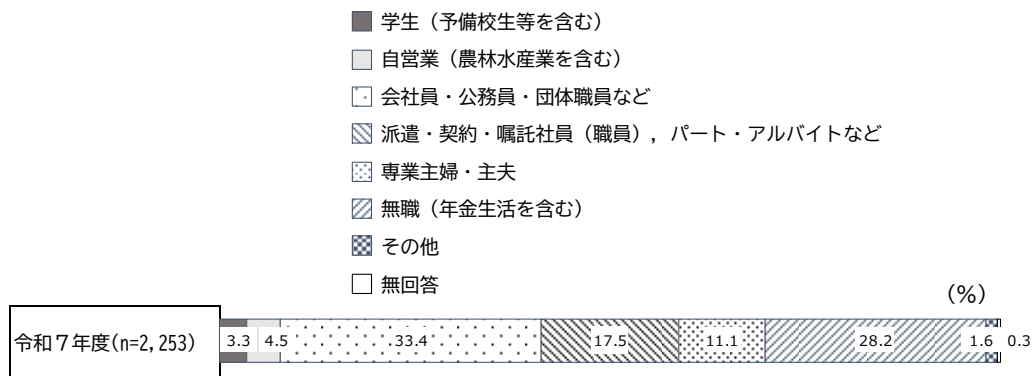 学生（予備校生等を含む）
自営業（農林水産業を含む）
会社員・公務員・団体職員など
派遣・契約・嘱託社員（職員），パート・アルバイトなど
専業主婦・主夫
無職（年金生活を含む）
その他
無回答
（%）
令和７年度(n=2,253) 3.3 4.5 33.4 17.5 11.1 28.2 1.6 0.3